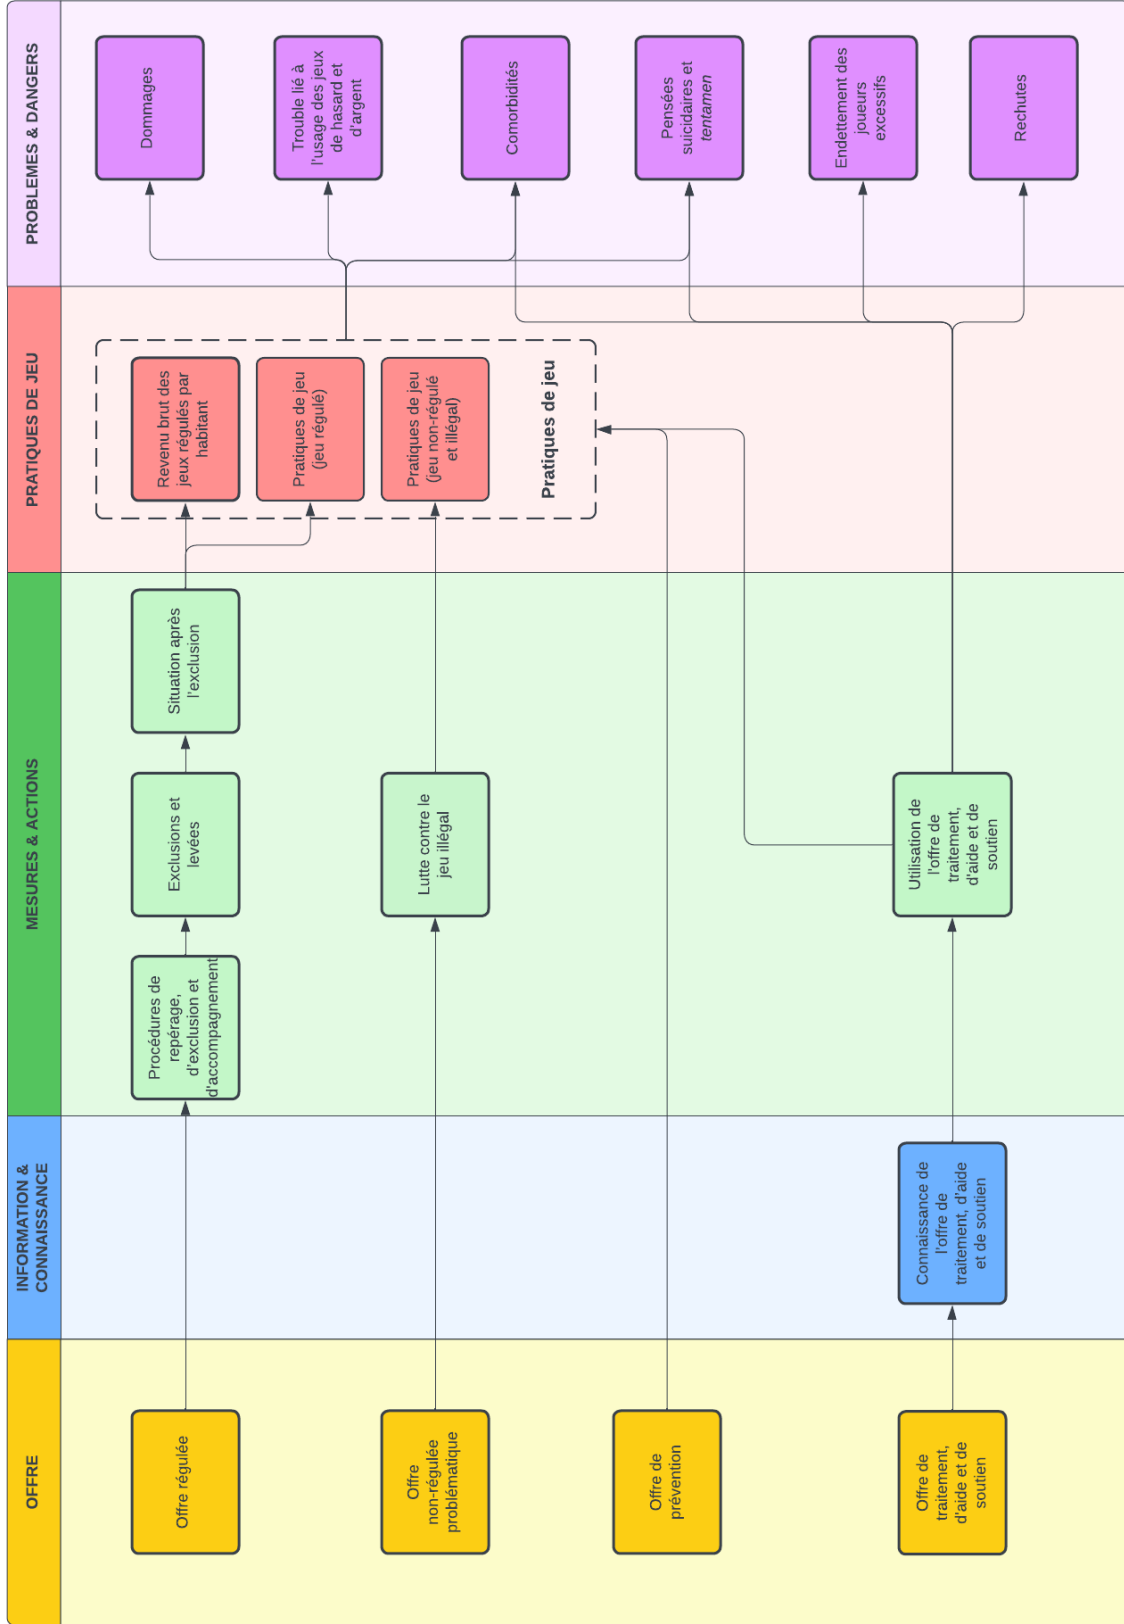 OFFRE
INFORMATION &
CONNAISSANCE
MESURES & ACTIONS
PRATIQUES DE JEU
PROBLEMES & DANGERS
Offre régulée
Procédures de
repérage,
d'exclusion et
d'accompagnement
Exclusions et
levées
Situation après
l'exclusion
Revenu brut des
jeux régulés par
habitant
Pratiques de jeu
(jeu régulé)
Pratiques de jeu
(jeu non-régulé
et illégal)
Pratiques de jeu
Dommages
Trouble lié à
l'usage des jeux
de hasard et
d'argent
Comorbidités
Pensées
suicidaires et
tentamen
Endettement des
joueurs
excessifs
Rechutes
Offre
non-régulée
problématique
Lutte contre le
jeu illégal
Offre de
prévention
Offre de
traitement,
d'aide et de
soutien
Connaissance de
l'offre de
traitement, d'aide
et de soutien
Utilisation de
l'offre de
traitement,
d'aide et de
soutien